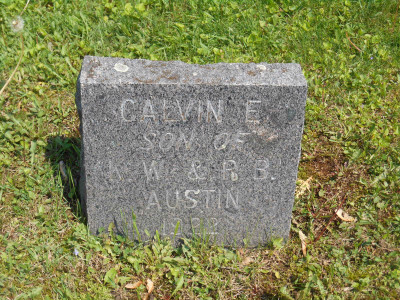 CALVIN E.
SON OF
K. W. & R. B.
AUSTIN